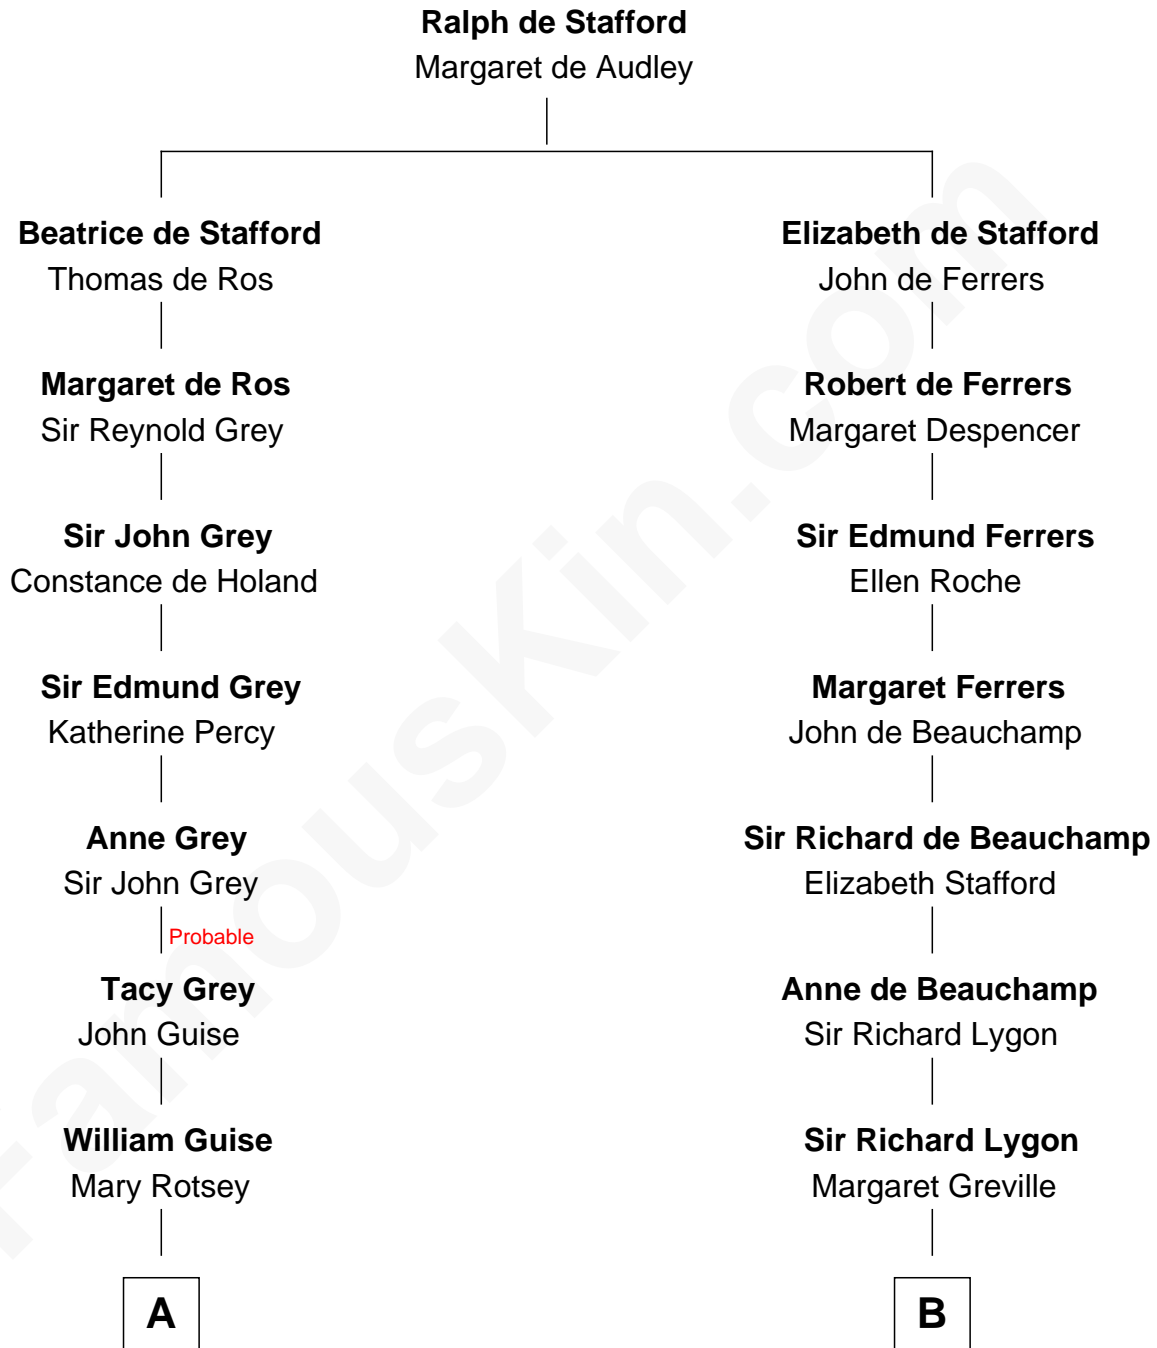 Ralph de Stafford
Margaret de Audley
Beatrice de Stafford
Thomas de Ros
Margaret de Ros
Sir Reynold Grey
Sir John Grey
Constance de Holand
Sir Edmund Grey
Katherine Percy
Anne Grey
Sir John Grey
Probable
Tacy Grey
John Guise
William Guise
Mary Rotsey
A
Elizabeth de Stafford
John de Ferrers
Robert de Ferrers
Margaret Despencer
Sir Edmund Ferrers
Ellen Roche
Margaret Ferrers
John de Beauchamp
Sir Richard de Beauchamp
Elizabeth Stafford
Anne de Beauchamp
Sir Richard Lygon
Sir Richard Lygon
Margaret Greville
B
FamousKin.com